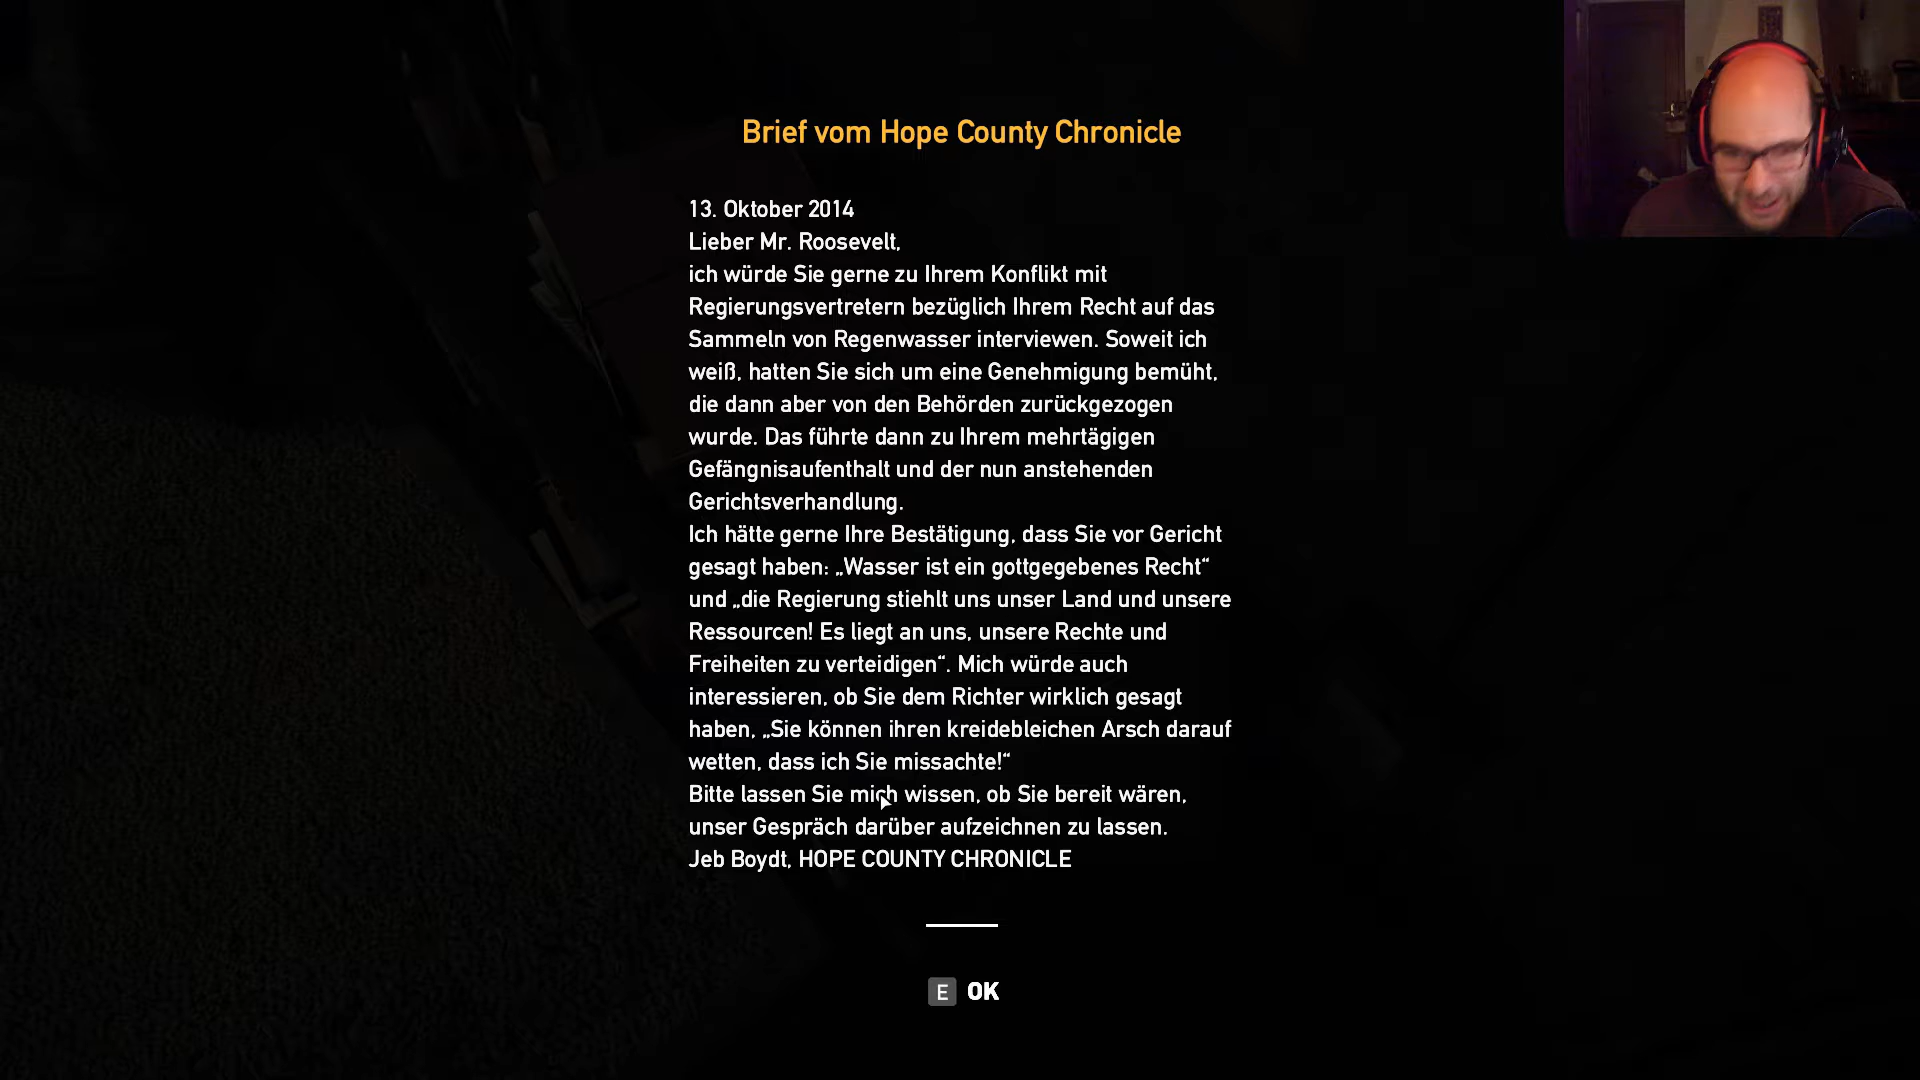 Brief vom Hope County Chronicle
13. Oktober 2014
Lieber Mr. Roosevelt,
ich würde Sie gerne zu Ihrem Konflikt mit
Regierungsvertretern bezüglich Ihrem Recht auf das
Sammeln von Regenwasser interviewen. Soweit ich
weiß, hatten Sie sich um eine Genehmigung bemüht,
die dann aber von den Behörden zurückgezogen
wurde. Das führte dann zu Ihrem mehrtägigen
Gefängnisaufenthalt und der nun anstehenden
Gerichtsverhandlung.
Ich hätte gerne Ihre Bestätigung, dass Sie vor Gericht
gesagt haben: „Wasser ist ein gottgegebenes Recht“
und „die Regierung stiehlt uns unser Land und unsere
Ressourcen! Es liegt an uns, unsere Rechte und
Freiheiten zu verteidigen“. Mich würde auch
interessieren, ob Sie dem Richter wirklich gesagt
haben, „Sie können ihren kreidebleichen Arsch darauf
wetten, dass ich Sie missachte!“
Bitte lassen Sie mich wissen, ob Sie bereit wären,
unser Gespräch darüber aufzeichnen zu lassen.
Jeb Boydt, HOPE COUNTY CHRONICLE
E OK